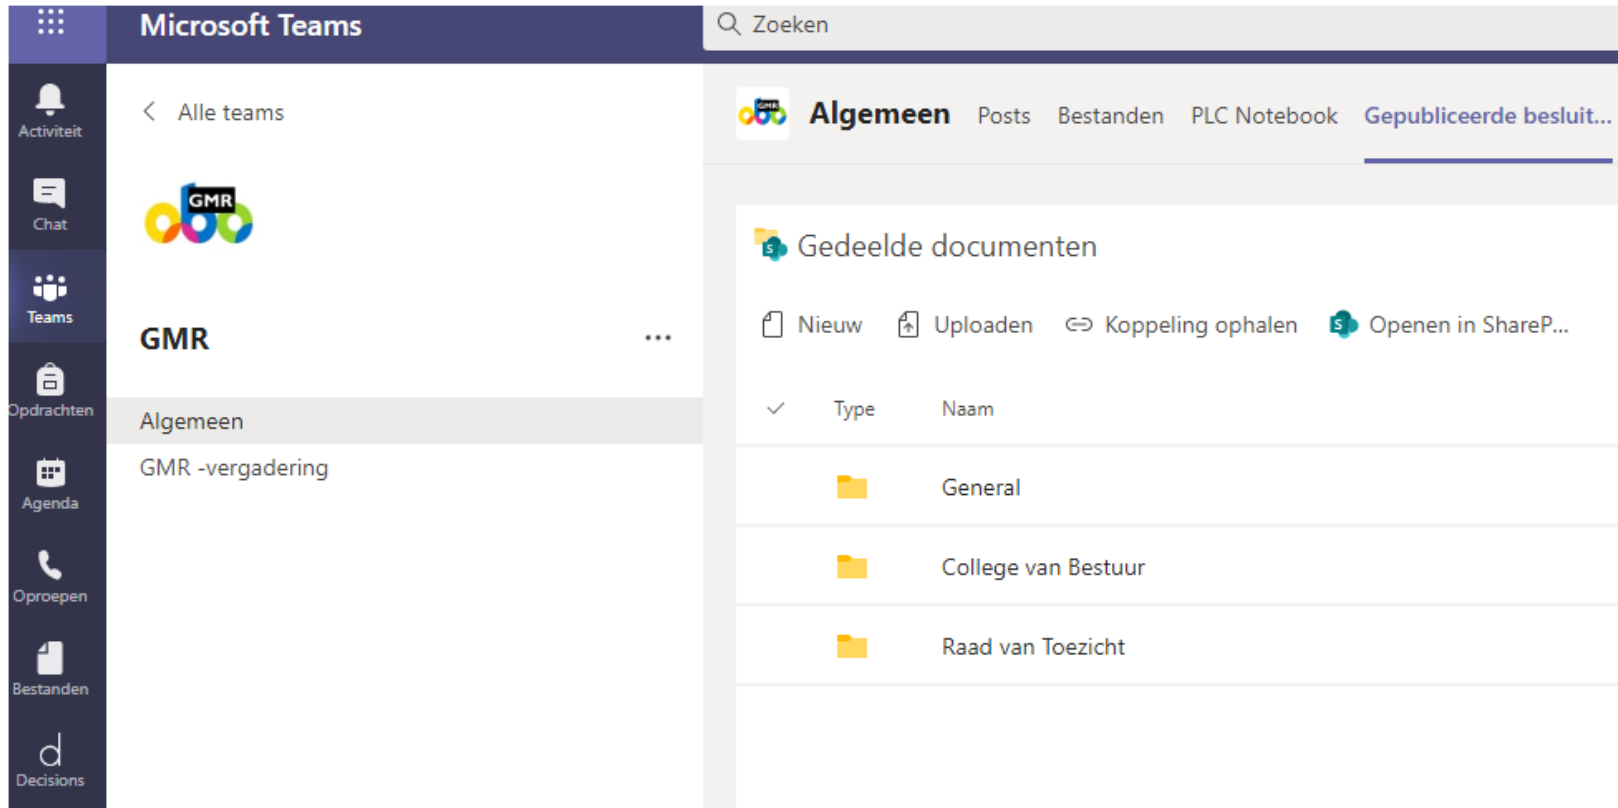 Microsoft Teams
Zoeken
Activiteit
Chat
Teams
Opdrachten
Agenda
Oproepen
Bestanden
Decisions
Alle teams
GMR
GMR
Algemeen
GMR -vergadering
GMR
Algemeen Posts Bestanden PLC Notebook Gepubliceerde besluit...
Gedeelde documenten
Nieuw Uploaden Koppeling ophalen Openen in ShareP...
Type Naam
General
College van Bestuur
Raad van Toezicht